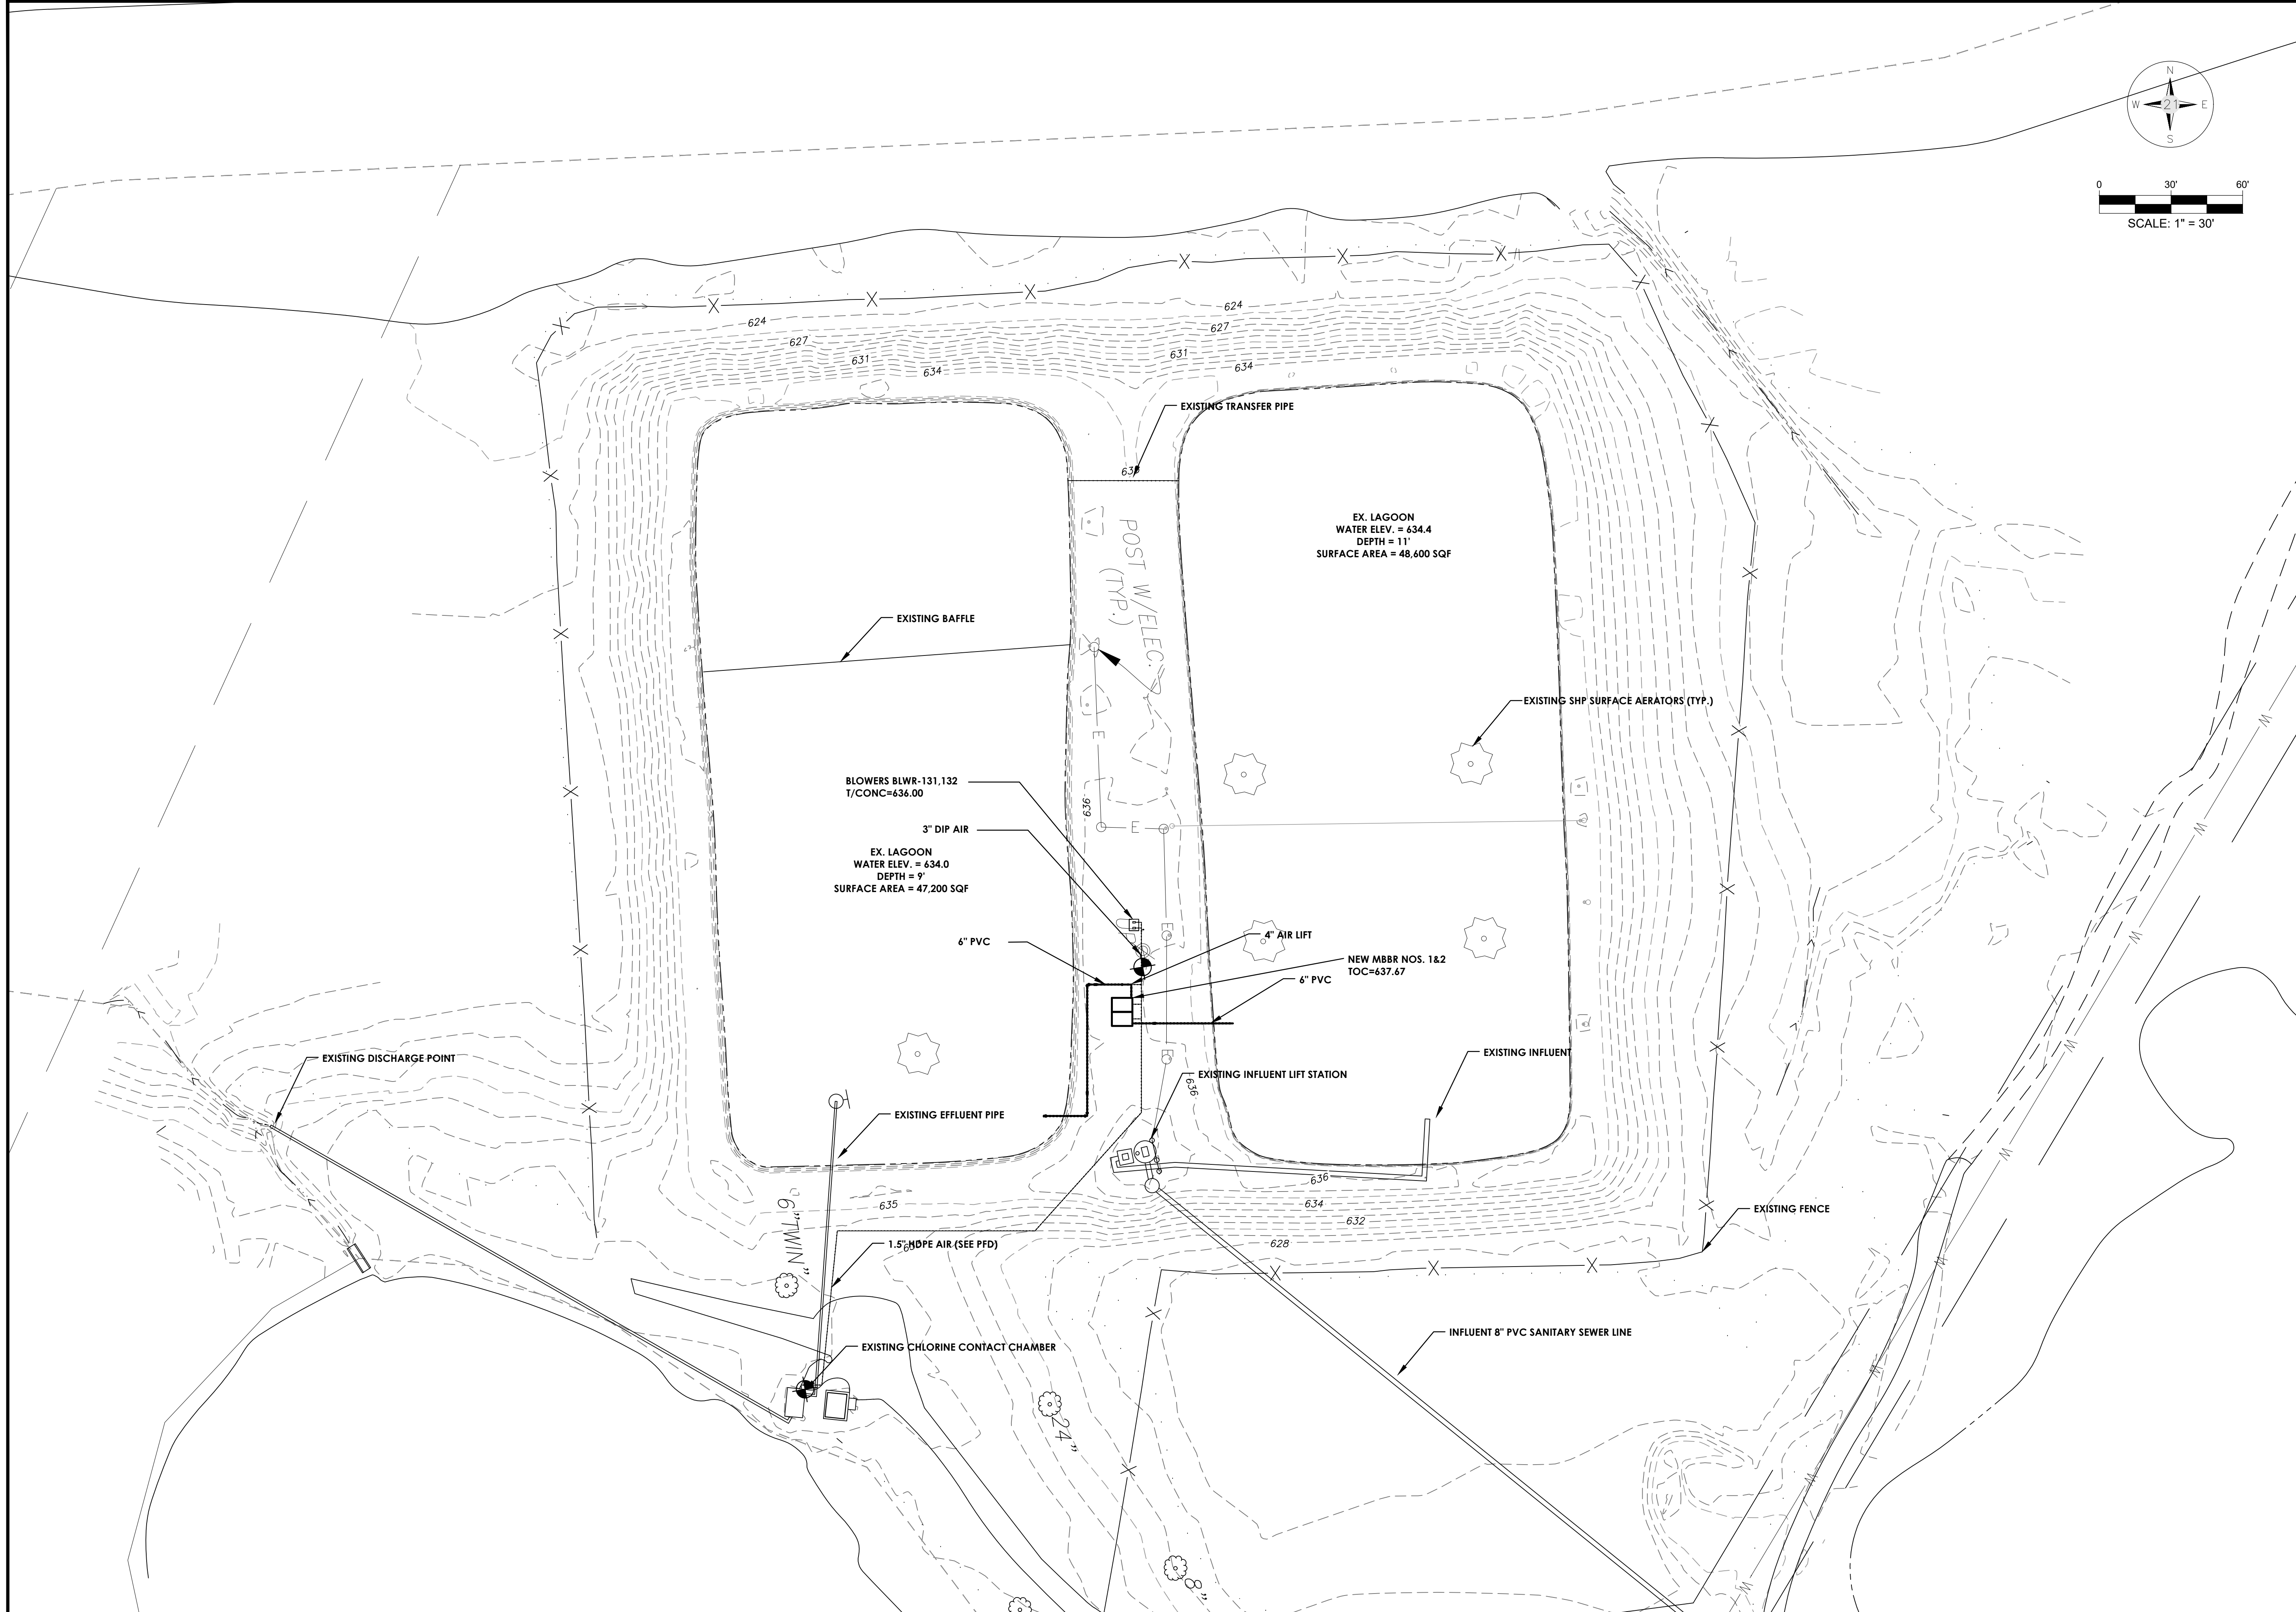 N
W 21 E
S
0 30' 60'
SCALE: 1" = 30'
624
624
627
627
631
631
634
634
EXISTING TRANSFER PIPE
POST W/ELEC.
(TYP.)
EX. LAGOON
WATER ELEV. = 634.4
DEPTH = 11'
SURFACE AREA = 48,600 SQF
EXISTING BAFFLE
X
E
EXISTING SHP SURFACE AERATORS (TYP.)
W
BLOWERS BLWR-131,132
T/CONC=636.00
636
3" DIP AIR
E
EX. LAGOON
WATER ELEV. = 634.0
DEPTH = 9'
SURFACE AREA = 47,200 SQF
E
4" AIR LIFT
6" PVC
NEW MBBR NOS. 1&2
TOC=637.67
6" PVC
EXISTING INFLUENT
E
EXISTING DISCHARGE POINT
EXISTING INFLUENT LIFT STATION
636
EXISTING EFFLUENT PIPE
636
635
634
6"TWIN"
EXISTING FENCE
632
1.5" HDPE AIR (SEE PFD)
628
INFLUENT 8" PVC SANITARY SEWER LINE
EXISTING CHLORINE CONTACT CHAMBER
24"
8"